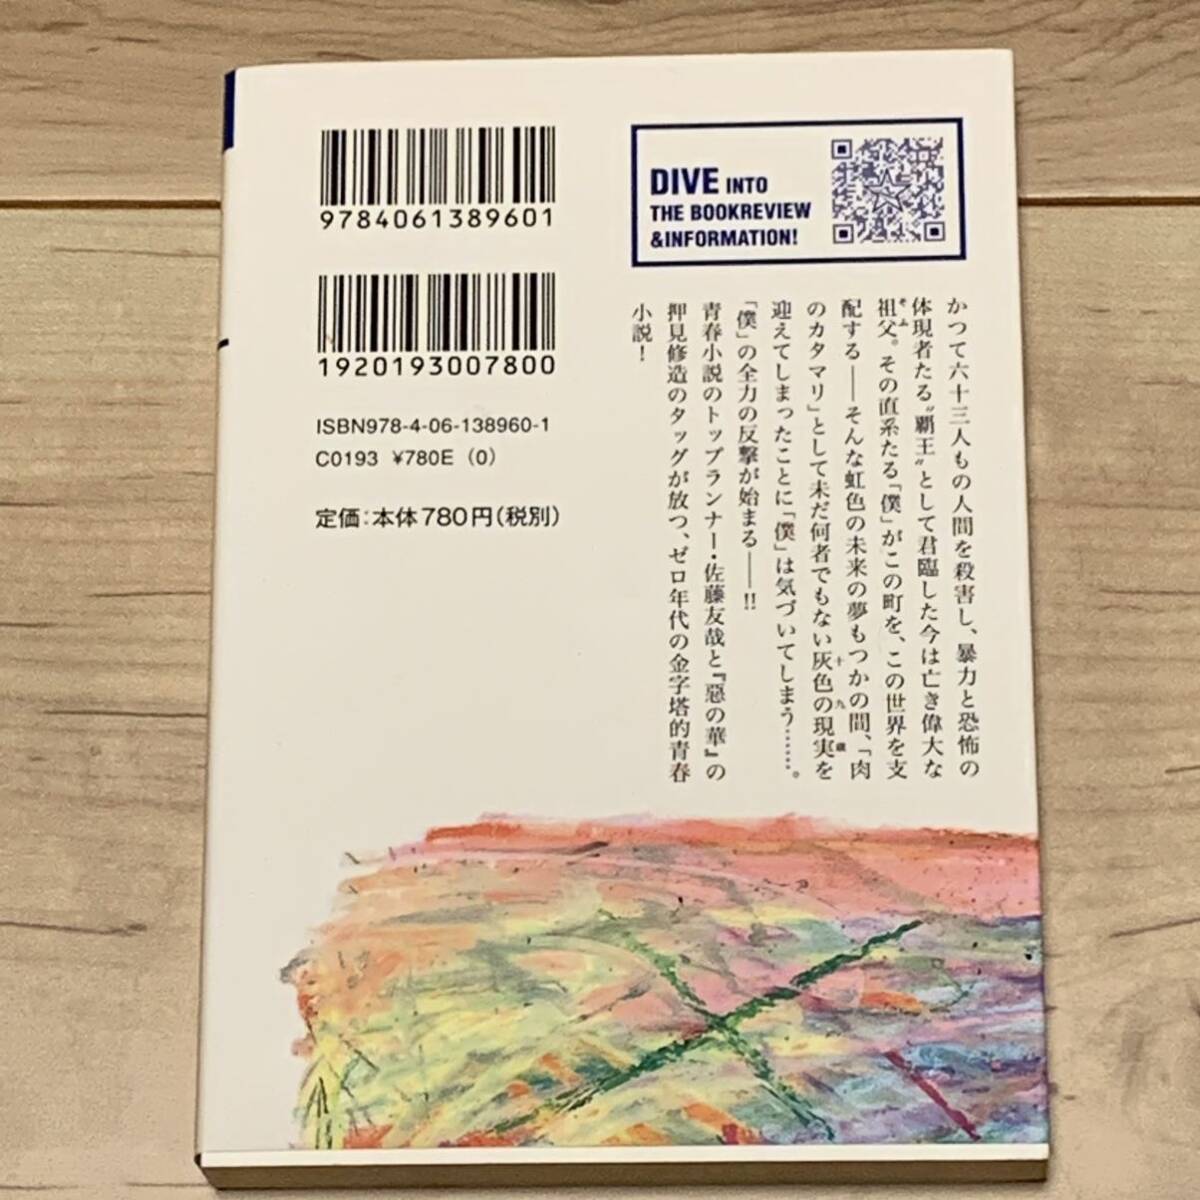 9784061389601
1920193007800
ISBN978-4-06-138960-1
C0193 ¥780E (0)
定価:本体780円(税別)
DIVE INTO
THE BOOKREVIEW
&INFORMATION!
かつて六十三人もの人間を殺害し、暴力と恐怖の
体現者たる〝覇王〟として君臨した今は亡き偉大な
祖父。その直系たる「僕」がこの町を、この世界を支
そふ
配する――そんな虹色の未来の夢もつかの間、「肉
のカタマリ」として未だ何者でもない灰色の現実を
十九歳
迎えてしまったことに「僕」は気づいてしまう……。
「僕」の全力の反撃が始まる――!!
青春小説のトップランナー・佐藤友哉と『惡の華』の
押見修造のタッグが放つ、ゼロ年代の金字塔的青春
小説!